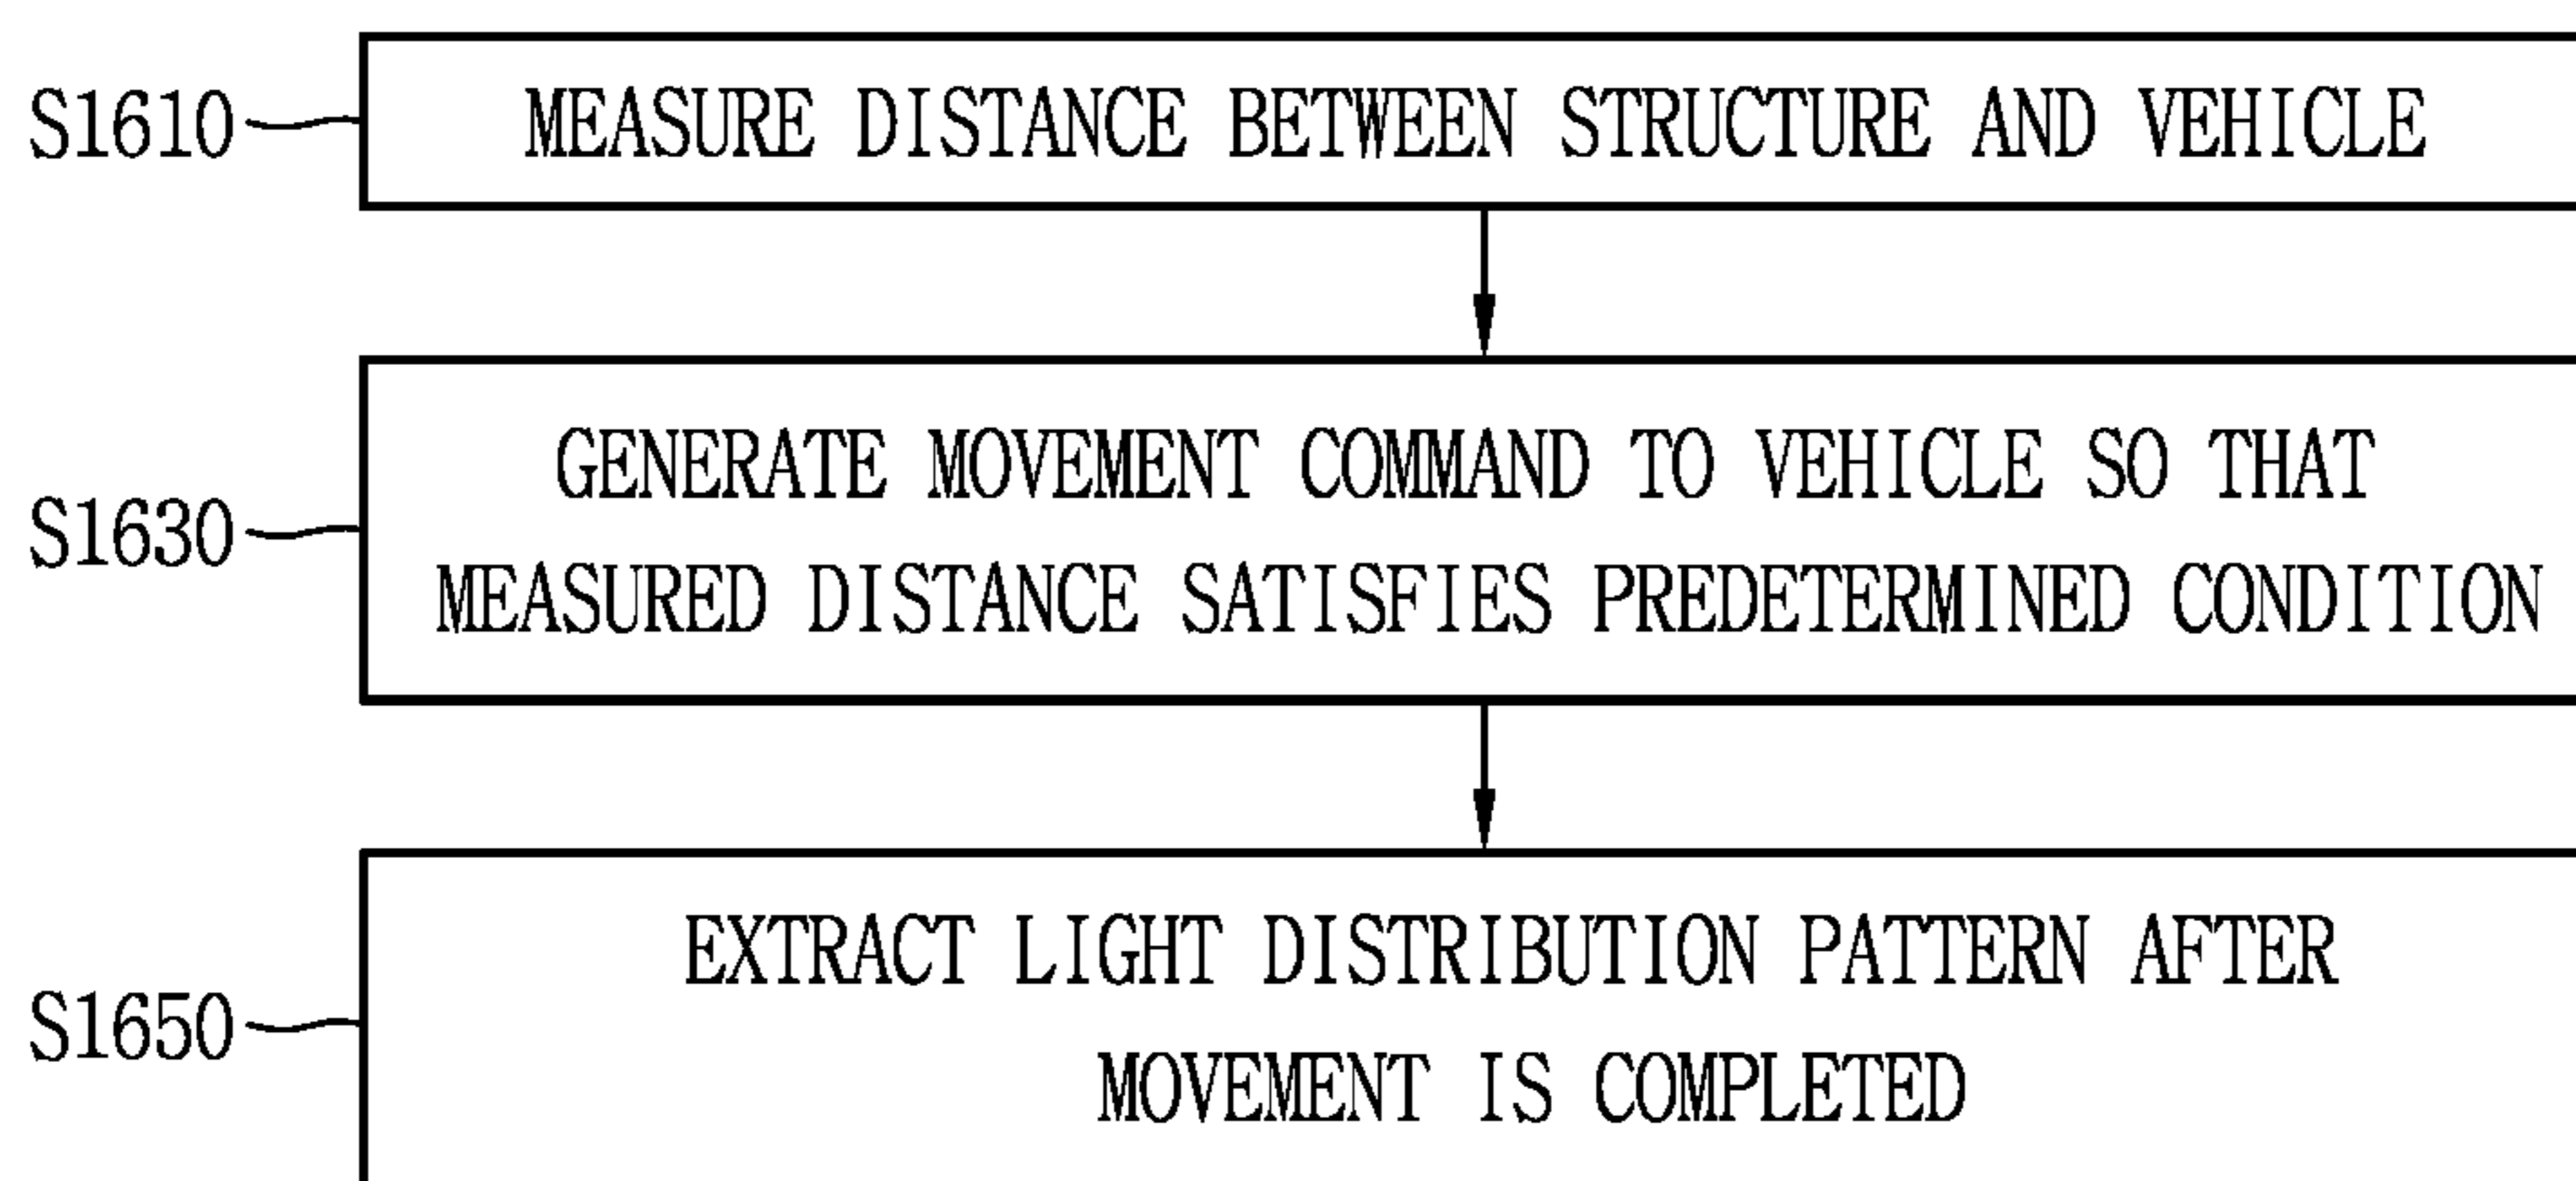 S1610
MEASURE DISTANCE BETWEEN STRUCTURE AND VEHICLE
S1630
GENERATE MOVEMENT COMMAND TO VEHICLE SO THAT
MEASURED DISTANCE SATISFIES PREDETERMINED CONDITION
S1650
EXTRACT LIGHT DISTRIBUTION PATTERN AFTER
MOVEMENT IS COMPLETED